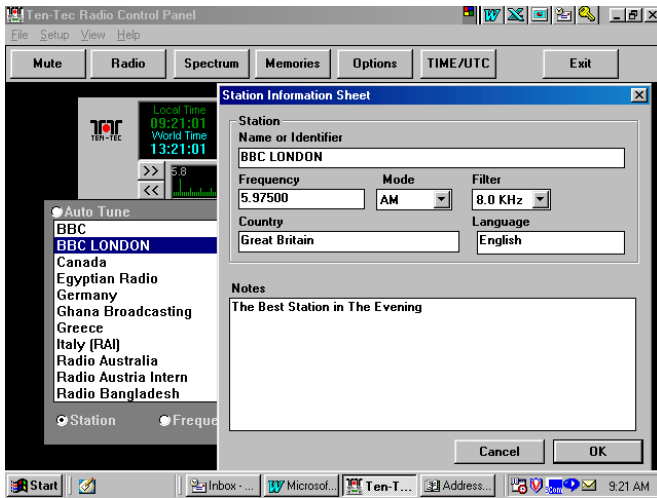 Ten-Tec Radio Control Panel
File Setup View Help
Mute Radio Spectrum Memories Options TIME/UTC Exit
TEN-TEC
Local Time
09:21:01
World Time
13:21:01
>> 5.8
<<
Auto Tune
BBC
BBC LONDON
Canada
Egyptian Radio
Germany
Ghana Broadcasting
Greece
Italy (RAI)
Radio Australia
Radio Austria Intern
Radio Bangladesh
Station Freque
Station Information Sheet
Station
Name or Identifier
BBC LONDON
Frequency Mode Filter
5.97500 AM 8.0 KHz
Country Language
Great Britain English
Notes
The Best Station in The Evening
Cancel OK
Start Inbox - ... Microsof... Ten-T... Address... 9:21 AM